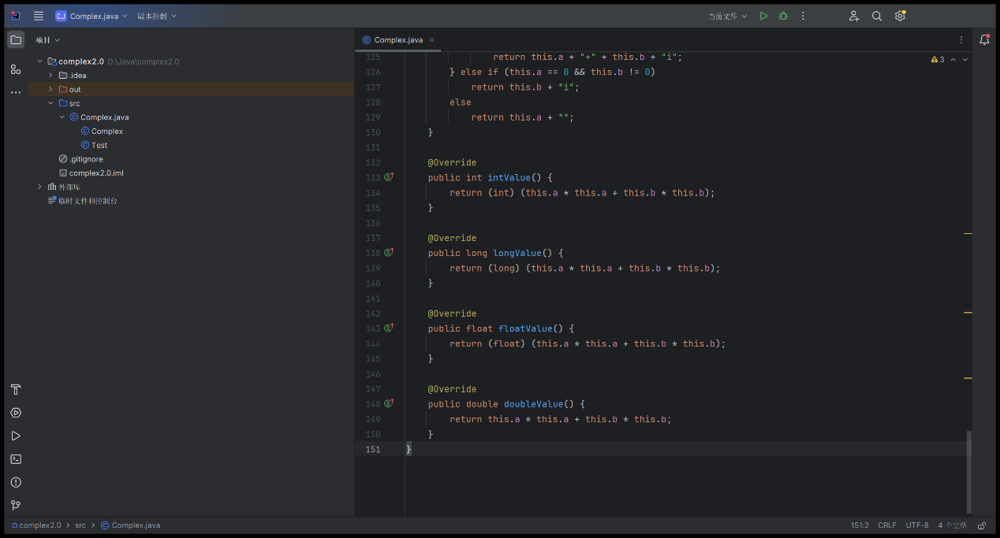 CJ Complex.java 版本控制 当前文件
项目
complex2.0 D:\Java\complex2.0
.idea
out
src
Complex.java
Complex
Test
.gitignore
complex2.0.iml
外部库
临时文件和控制台
Complex.java
3
125 return this.a + "+" + this.b + "i";
126 } else if (this.a == 0 && this.b != 0)
127 return this.b + "i";
128 else
129 return this.a + "";
130 }
131
132 @Override
133 public int intValue() {
134 return (int) (this.a * this.a + this.b * this.b);
135 }
136
137 @Override
138 public long longValue() {
139 return (long) (this.a * this.a + this.b * this.b);
140 }
141
142 @Override
143 public float floatValue() {
144 return (float) (this.a * this.a + this.b * this.b);
145 }
146
147 @Override
148 public double doubleValue() {
149 return this.a * this.a + this.b * this.b;
150 }
151 }
complex2.0 > src > Complex.java 151:2 CRLF UTF-8 4 个空格